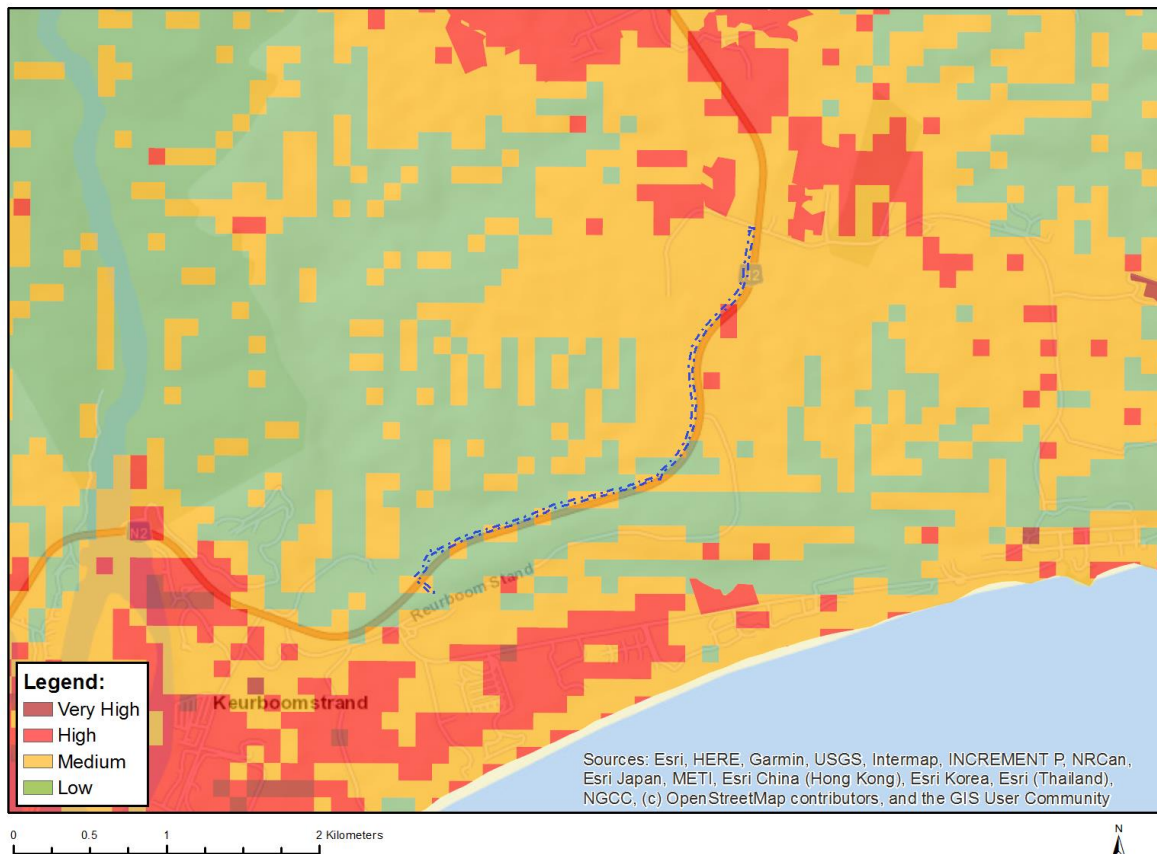 N2
N2
Reurboom Stand
Keurboomstrand
Legend:
Very High
High
Medium
Low
Sources: Esri, HERE, Garmin, USGS, Intermap, INCREMENT P, NRCan,
Esri Japan, METI, Esri China (Hong Kong), Esri Korea, Esri (Thailand),
NGCC, (c) OpenStreetMap contributors, and the GIS User Community
0 0.5 1 2 Kilometers
N